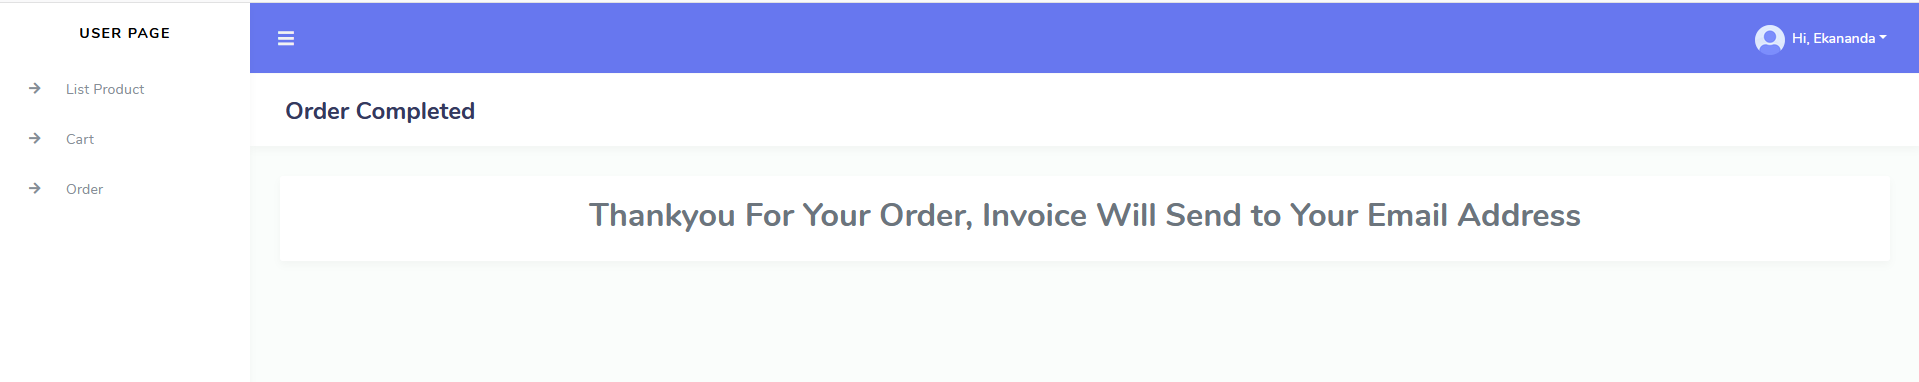 USER PAGE
Hi, Ekananda
List Product
Cart
Order
Order Completed
Thankyou For Your Order, Invoice Will Send to Your Email Address